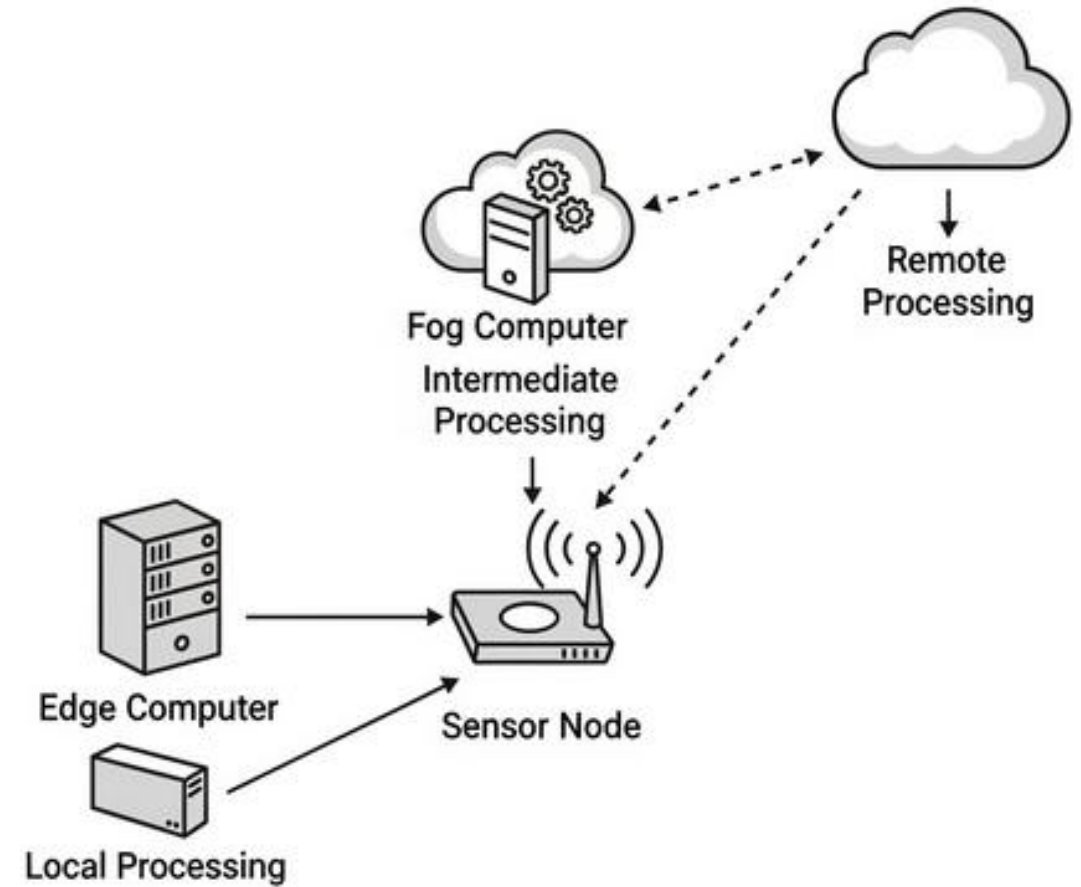 Remote
Processing
Fog Computer
Intermediate
Processing
Edge Computer
Sensor Node
Local Processing